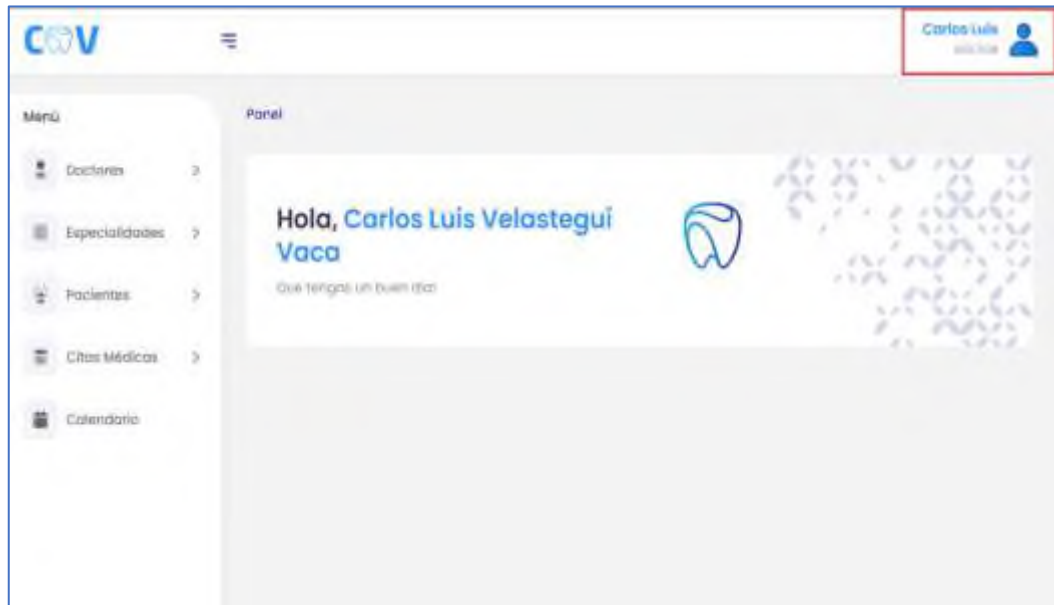 COV
Carlos Luis
Menú
Panel
Doctores
Hola, Carlos Luis Velastegui
Vaca
Especialidades
Que tengas un buen día!
Pacientes
Citas Médicas
Calendario